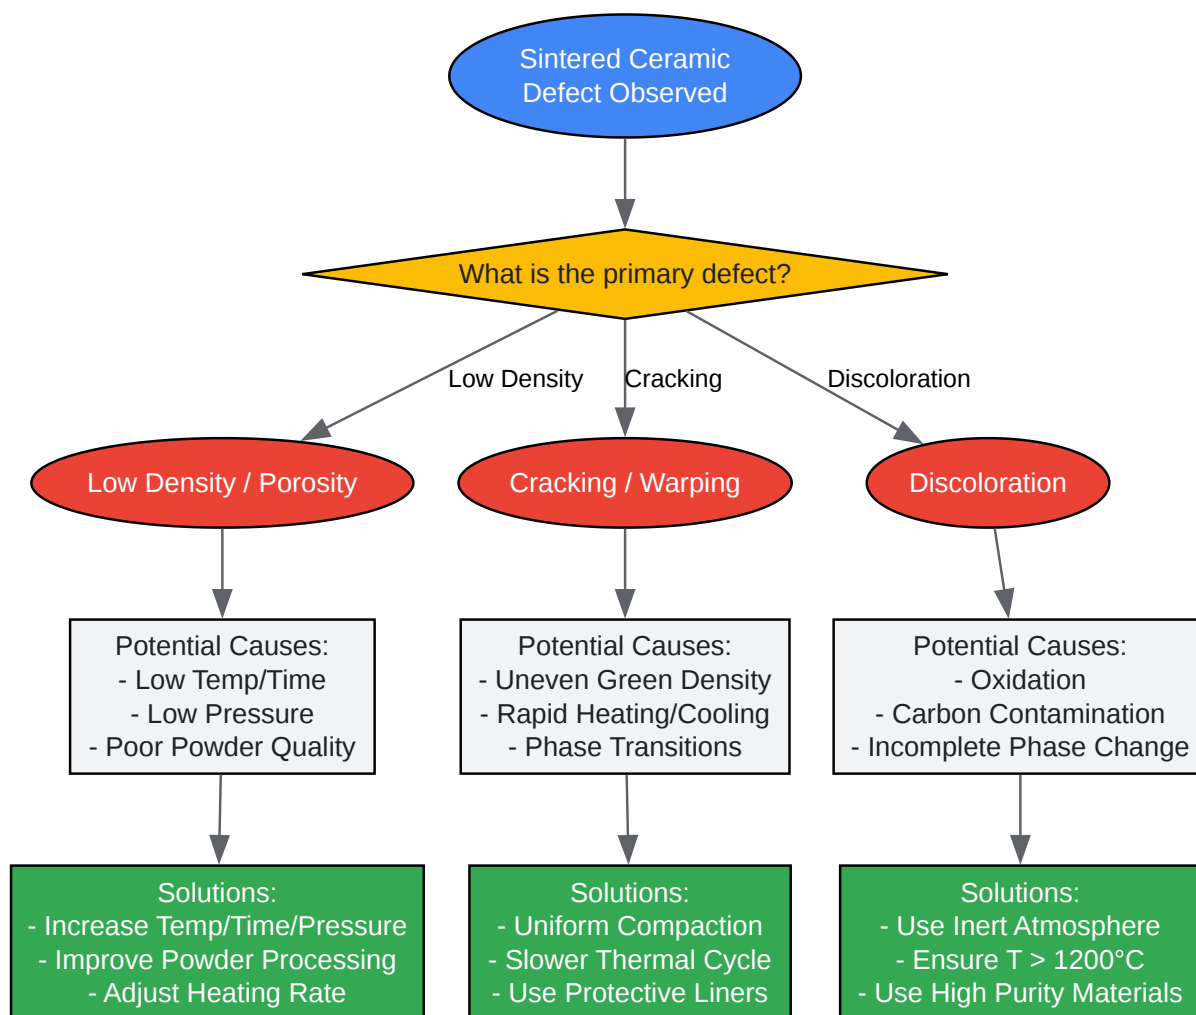 Sintered Ceramic
Defect Observed
What is the primary defect?
Low Density
Cracking
Discoloration
Low Density / Porosity
Cracking / Warping
Discoloration
Potential Causes:
- Low Temp/Time
- Low Pressure
- Poor Powder Quality
Potential Causes:
- Uneven Green Density
- Rapid Heating/Cooling
- Phase Transitions
Potential Causes:
- Oxidation
- Carbon Contamination
- Incomplete Phase Change
Solutions:
- Increase Temp/Time/Pressure
- Improve Powder Processing
- Adjust Heating Rate
Solutions:
- Uniform Compaction
- Slower Thermal Cycle
- Use Protective Liners
Solutions:
- Use Inert Atmosphere
- Ensure T > 1200°C
- Use High Purity Materials